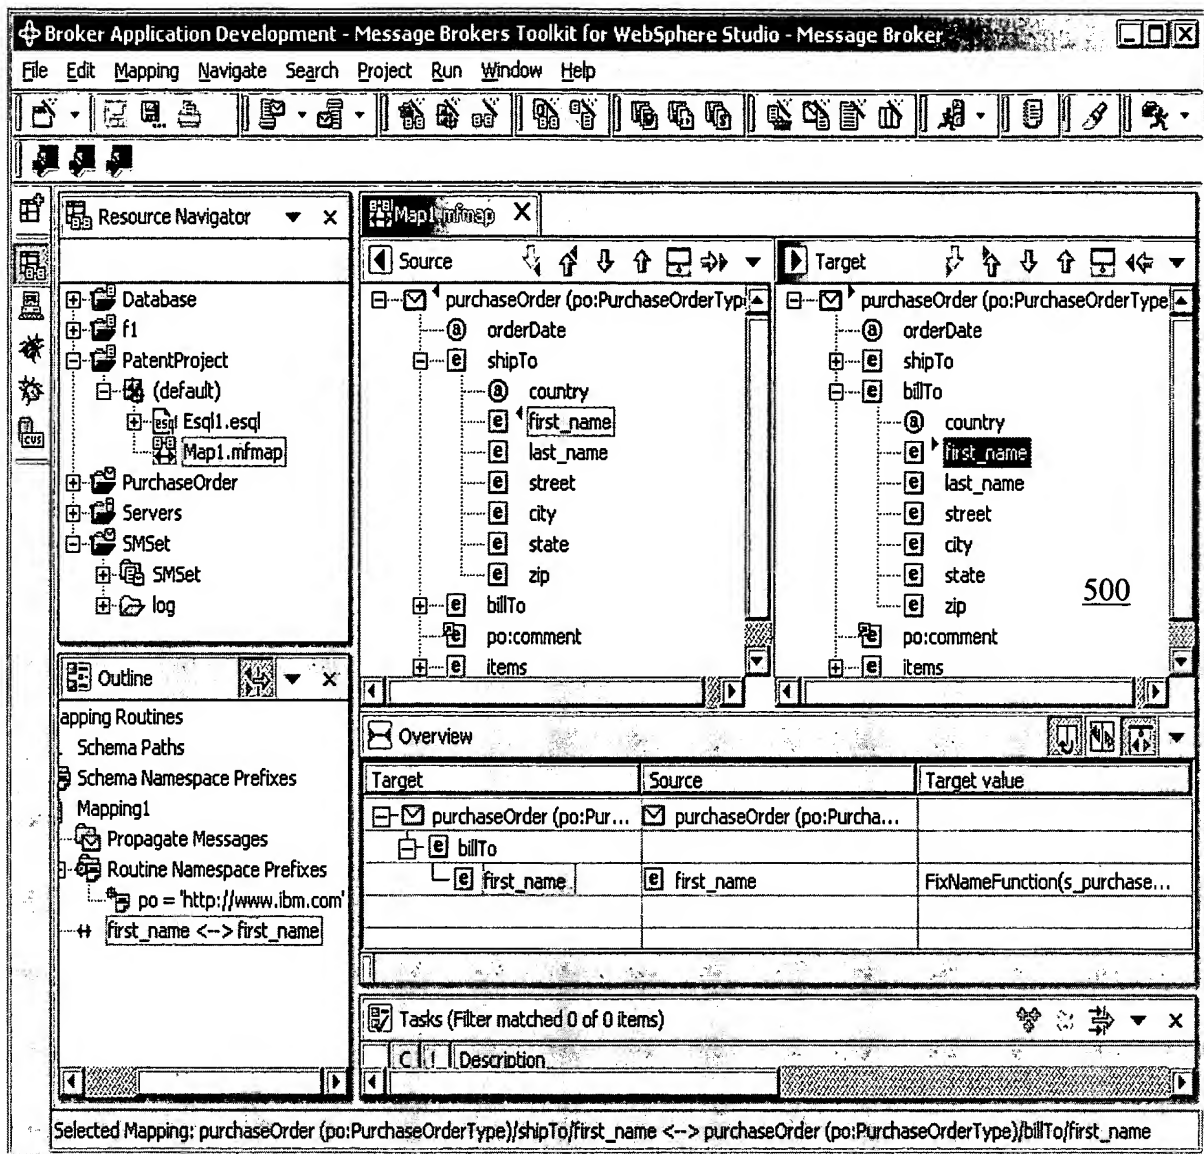 Broker Application Development - Message Brokers Toolkit for WebSphere Studio - Message Broker
File Edit Mapping Navigate Search Project Run Window Help
Resource Navigator
Database
f1
PatentProject
(default)
Esql1.esql
Map1.mfmap
PurchaseOrder
Servers
SMSet
SMSet
log
Outline
apping Routines
Schema Paths
Schema Namespace Prefixes
Mapping1
Propagate Messages
Routine Namespace Prefixes
po = 'http://www.ibm.com'
first_name <--> first_name
Map1.mfmap
Source
purchaseOrder (po:PurchaseOrderTyp
orderDate
shipTo
country
first_name
last_name
street
city
state
zip
billTo
po:comment
items
Target
purchaseOrder (po:PurchaseOrderType
orderDate
shipTo
billTo
country
first_name
last_name
street
city
state
zip
po:comment
items
500
Overview
Target Source Target value
purchaseOrder (po:Pur... purchaseOrder (po:Purcha...
billTo
first_name first_name FixNameFunction(s_purchase...
Tasks (Filter matched 0 of 0 items)
C ! Description
Selected Mapping: purchaseOrder (po:PurchaseOrderType)/shipTo/first_name <--> purchaseOrder (po:PurchaseOrderType)/billTo/first_name